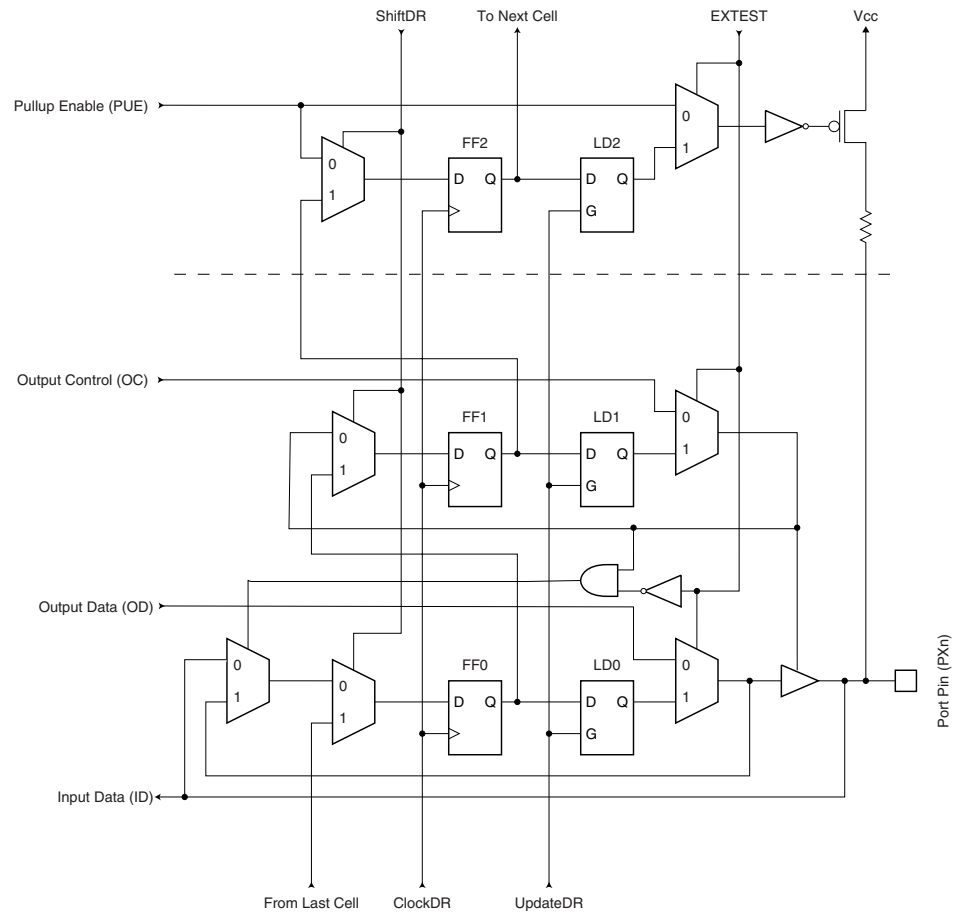 ShiftDR
To Next Cell
EXTEST
Vcc
Pullup Enable (PUE)
0
1
FF2
D Q
LD2
D Q
G
0
1
Output Control (OC)
0
1
FF1
D Q
LD1
D Q
G
0
1
Output Data (OD)
0
1
0
1
FF0
D Q
LD0
D Q
G
0
1
Port Pin (PXn)
Input Data (ID)
From Last Cell
ClockDR
UpdateDR